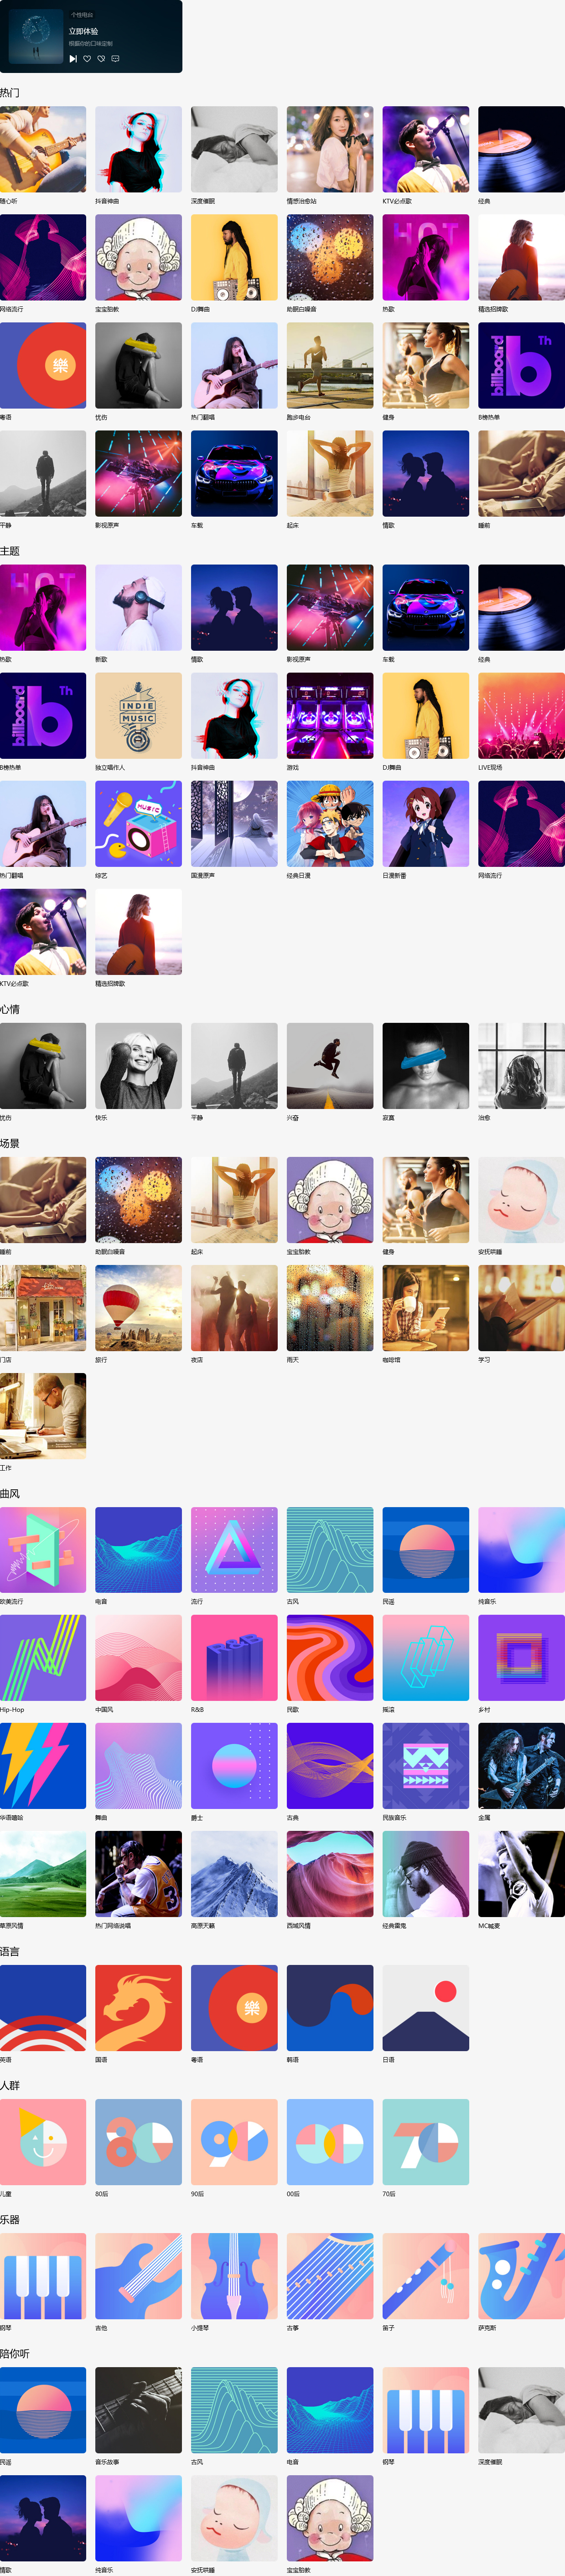 个性电台
立即体验
根据你的口味定制
热门
随心听
抖音神曲
深度催眠
情感治愈站
KTV必点歌
经典
HOT
网络流行
宝宝胎教
DJ舞曲
助眠白噪音
热歌
精选招牌歌
樂
billboard
Th
粤语
忧伤
热门翻唱
跑步电台
健身
B榜热单
平静
影视原声
车载
起床
情歌
睡前
主题
HOT
热歌
新歌
情歌
影视原声
车载
经典
billboard
Th
INDIE
MUSIC
B榜热单
独立唱作人
抖音神曲
游戏
DJ舞曲
LIVE现场
MUSIC
热门翻唱
综艺
国漫原声
经典日漫
日漫新番
网络流行
KTV必点歌
精选招牌歌
心情
忧伤
快乐
平静
兴奋
寂寞
治愈
场景
睡前
助眠白噪音
起床
宝宝胎教
健身
安抚哄睡
门店
旅行
夜店
雨天
咖啡馆
学习
工作
曲风
欧美流行
电音
流行
古风
民谣
纯音乐
R&B
Hip-Hop
中国风
R&B
民歌
摇滚
乡村
华语嘻哈
舞曲
爵士
古典
民族音乐
金属
3
草原风情
热门网络说唱
高原天籁
西域风情
经典雷鬼
MC喊麦
语言
樂
英语
国语
粤语
韩语
日语
人群
80
90
00
70
儿童
80后
90后
00后
70后
乐器
钢琴
吉他
小提琴
古筝
笛子
萨克斯
陪你听
民谣
音乐故事
古风
电音
钢琴
深度催眠
情歌
纯音乐
安抚哄睡
宝宝胎教